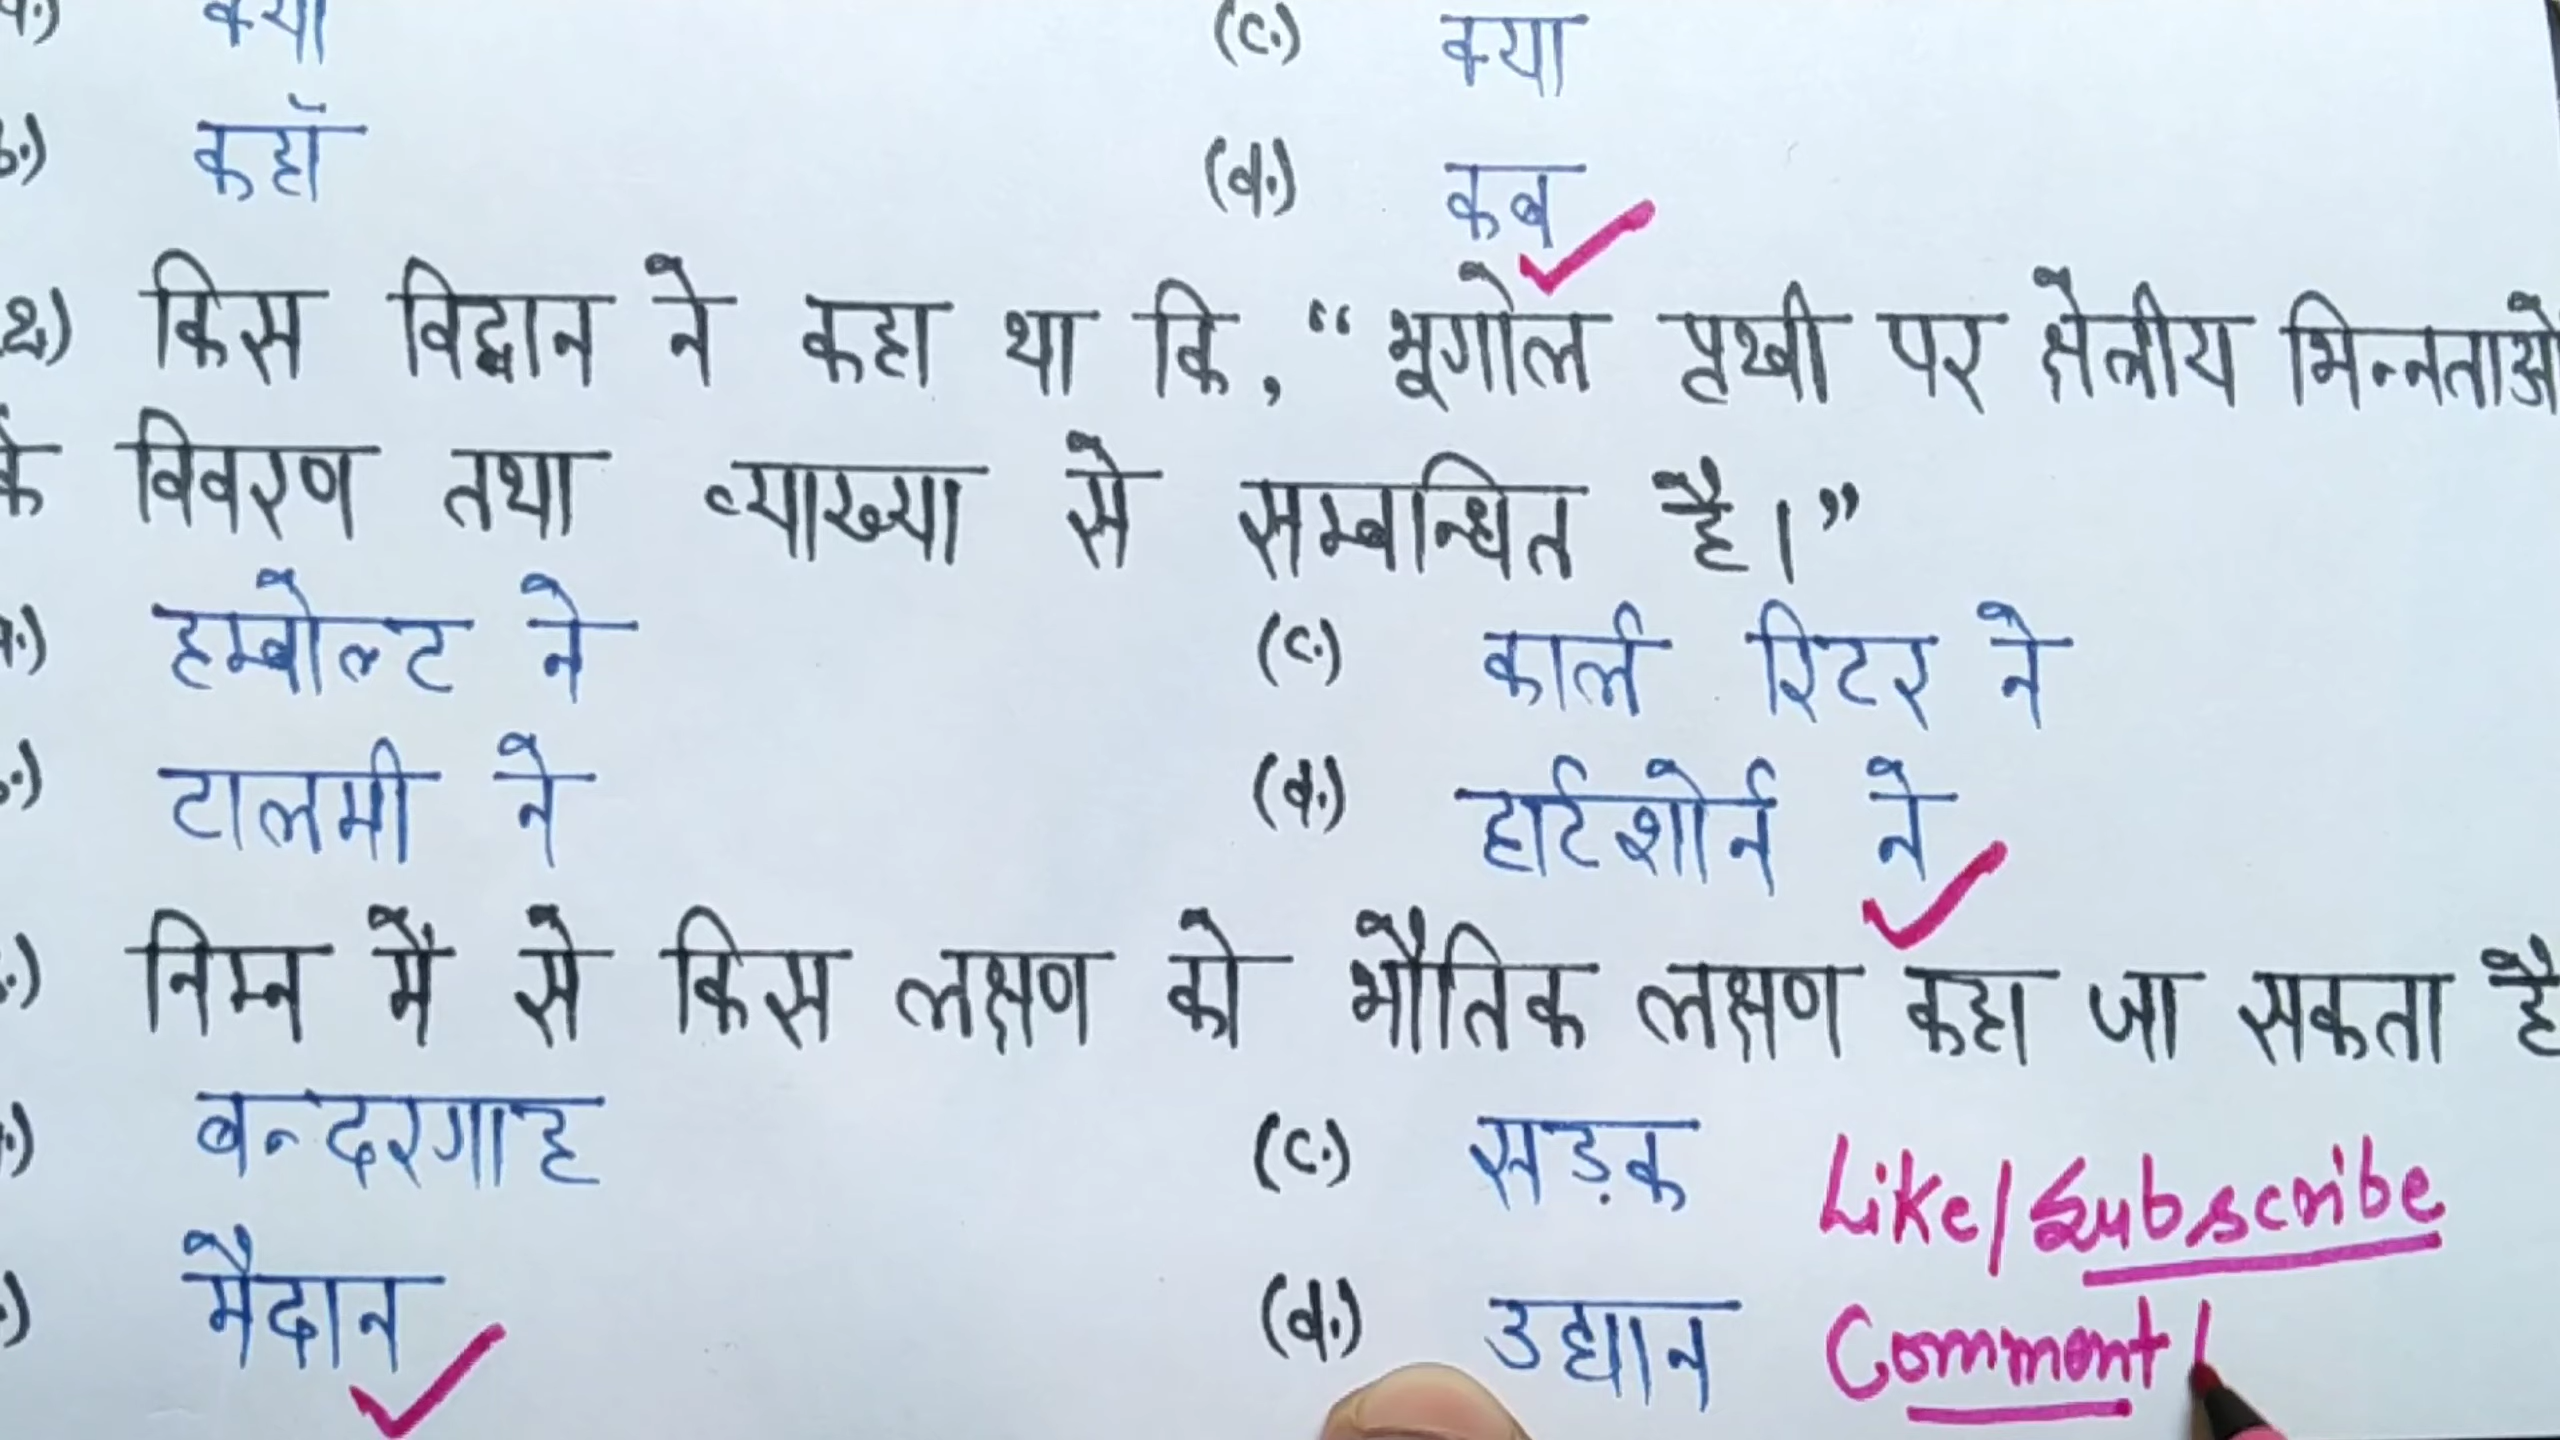 क्यों (c.) क्या
b.) कहाँ (d.) कब
2) किस विद्वान ने कहा था कि, “भूगोल पृथ्वी पर क्षेत्रीय भिन्नताओं
के विवरण तथा व्याख्या से सम्बन्धित है।”
हम्बोल्ट ने (c.) कार्ल रिटर ने
टालमी ने (d.) हार्टशोर्न ने
निम्न में से किस लक्षण को भौतिक लक्षण कहा जा सकता है
बन्दरगाह (c.) सड़क Like/Subscribe
मैदान (d.) उद्यान Comment